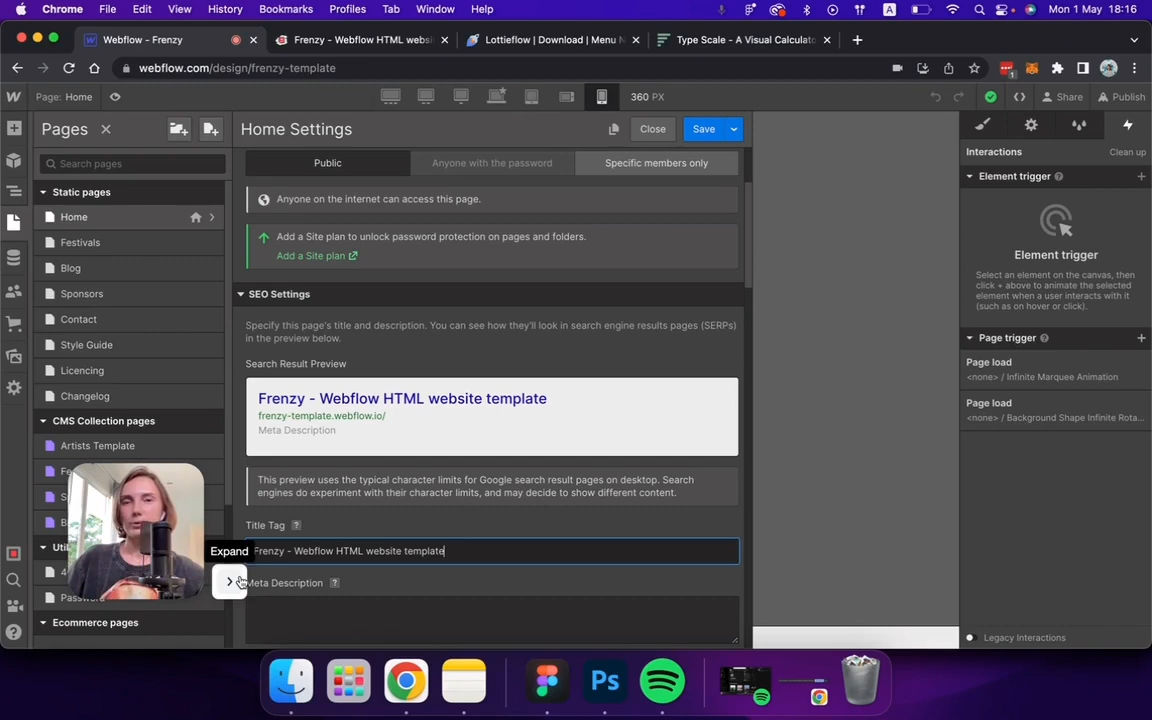 Chrome File Edit View History Bookmarks Profiles Tab Window Help
A Mon 1 May 18:16
Webflow - Frenzy
Frenzy - Webflow HTML websi
Lottieflow | Download | Menu N
Type Scale - A Visual Calculato
webflow.com/design/frenzy-template
1
Page: Home
360 PX
Share
Publish
Pages
Home Settings
Close
Save
Interactions
Clean up
Search pages
Public
Anyone with the password
Specific members only
Element trigger
Static pages
Anyone on the internet can access this page.
Home
Festivals
Add a Site plan to unlock password protection on pages and folders.
Add a Site plan
Element trigger
Blog
Select an element on the canvas, then
click + above to animate the selected
element when a user interacts with it
(such as on hover or click).
Sponsors
SEO Settings
Contact
Specify this page's title and description. You can see how they'll look in search engine results pages (SERPs)
in the preview below.
Page trigger
Style Guide
Search Result Preview
Page load
<none> / Infinite Marquee Animation
Licencing
Changelog
Frenzy - Webflow HTML website template
frenzy-template.webflow.io/
Meta Description
Page load
<none> / Background Shape Infinite Rota...
CMS Collection pages
Artists Template
Fe
S
B
This preview uses the typical character limits for Google search result pages on desktop. Search
engines do experiment with their character limits, and may decide to show different content.
Title Tag ?
Uti
Expand
Frenzy - Webflow HTML website template
4
Meta Description ?
Passwo
Ecommerce pages
Legacy Interactions
Ps